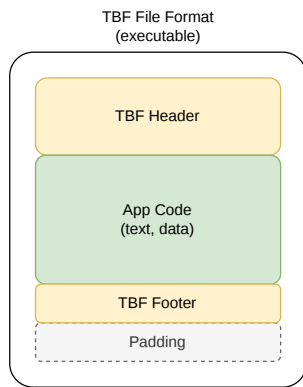 TBF File Format
(executable)
TBF Header
App Code
(text, data)
TBF Footer
Padding